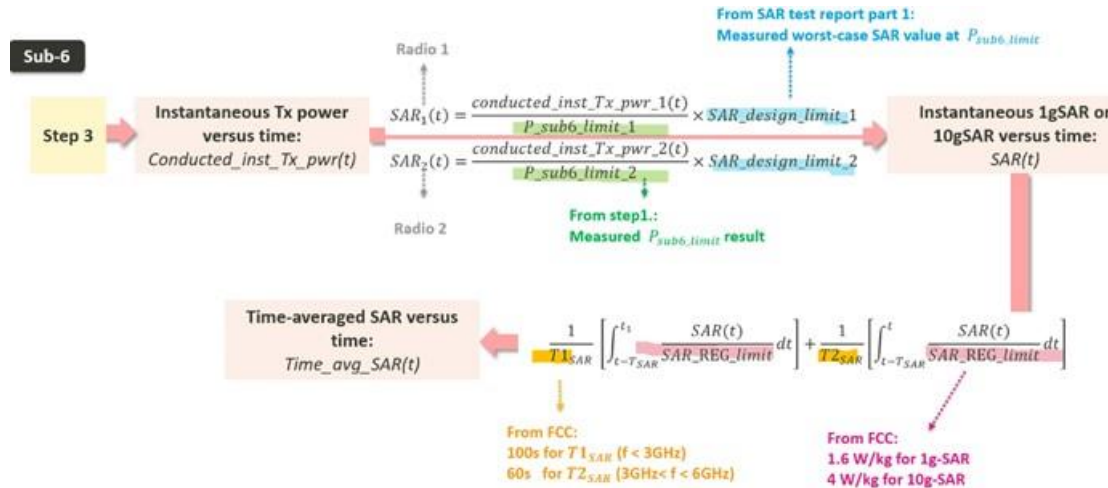 From SAR test report part 1:
Measured worst-case SAR value at P_sub6_limit
Sub-6
Radio 1
Step 3
Instantaneous Tx power
versus time:
Conducted_inst_Tx_pwr(t)
SAR_1(t) = conducted_inst_Tx_pwr_1(t) / P_sub6_limit_1 × SAR_design_limit_1
SAR_2(t) = conducted_inst_Tx_pwr_2(t) / P_sub6_limit_2 × SAR_design_limit_2
Instantaneous 1gSAR or
10gSAR versus time:
SAR(t)
Radio 2
From step1.:
Measured P_sub6_limit result
Time-averaged SAR versus
time:
Time_avg_SAR(t)
1/T1_SAR [∫_{t-T_SAR}^{t_1} SAR(t)/SAR_REG_limit dt] + 1/T2_SAR [∫_{t-T_SAR}^{t} SAR(t)/SAR_REG_limit dt]
From FCC:
100s for T1_SAR (f < 3GHz)
60s for T2_SAR (3GHz< f < 6GHz)
From FCC:
1.6 W/kg for 1g-SAR
4 W/kg for 10g-SAR